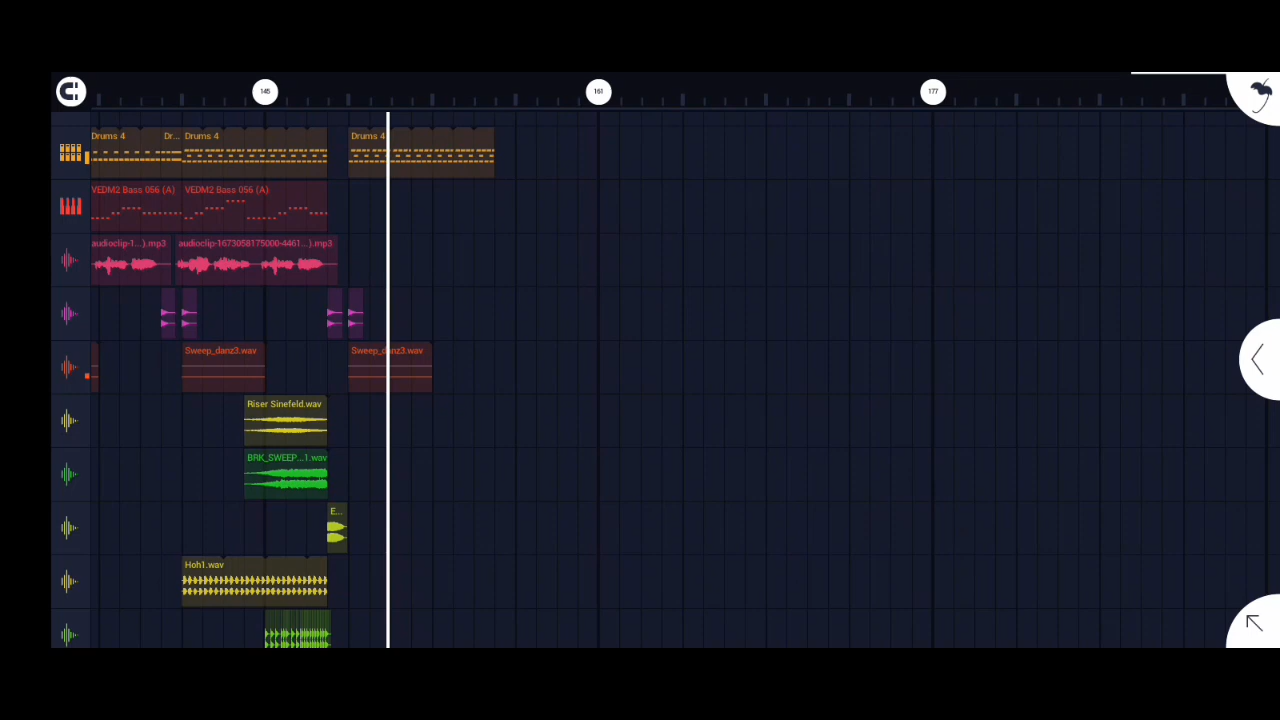 145 161 177
Drums 4 Dr... Drums 4 Drums 4
VEDM2 Bass 056 (A) VEDM2 Bass 056 (A)
audioclip-1...).mp3 audioclip-1673058175000-4461...).mp3
Sweep_danz3.wav Sweep_danz3.wav
Riser Sinefeld.wav
BRK_SWEEP...1.wav
E...
Hoh1.wav